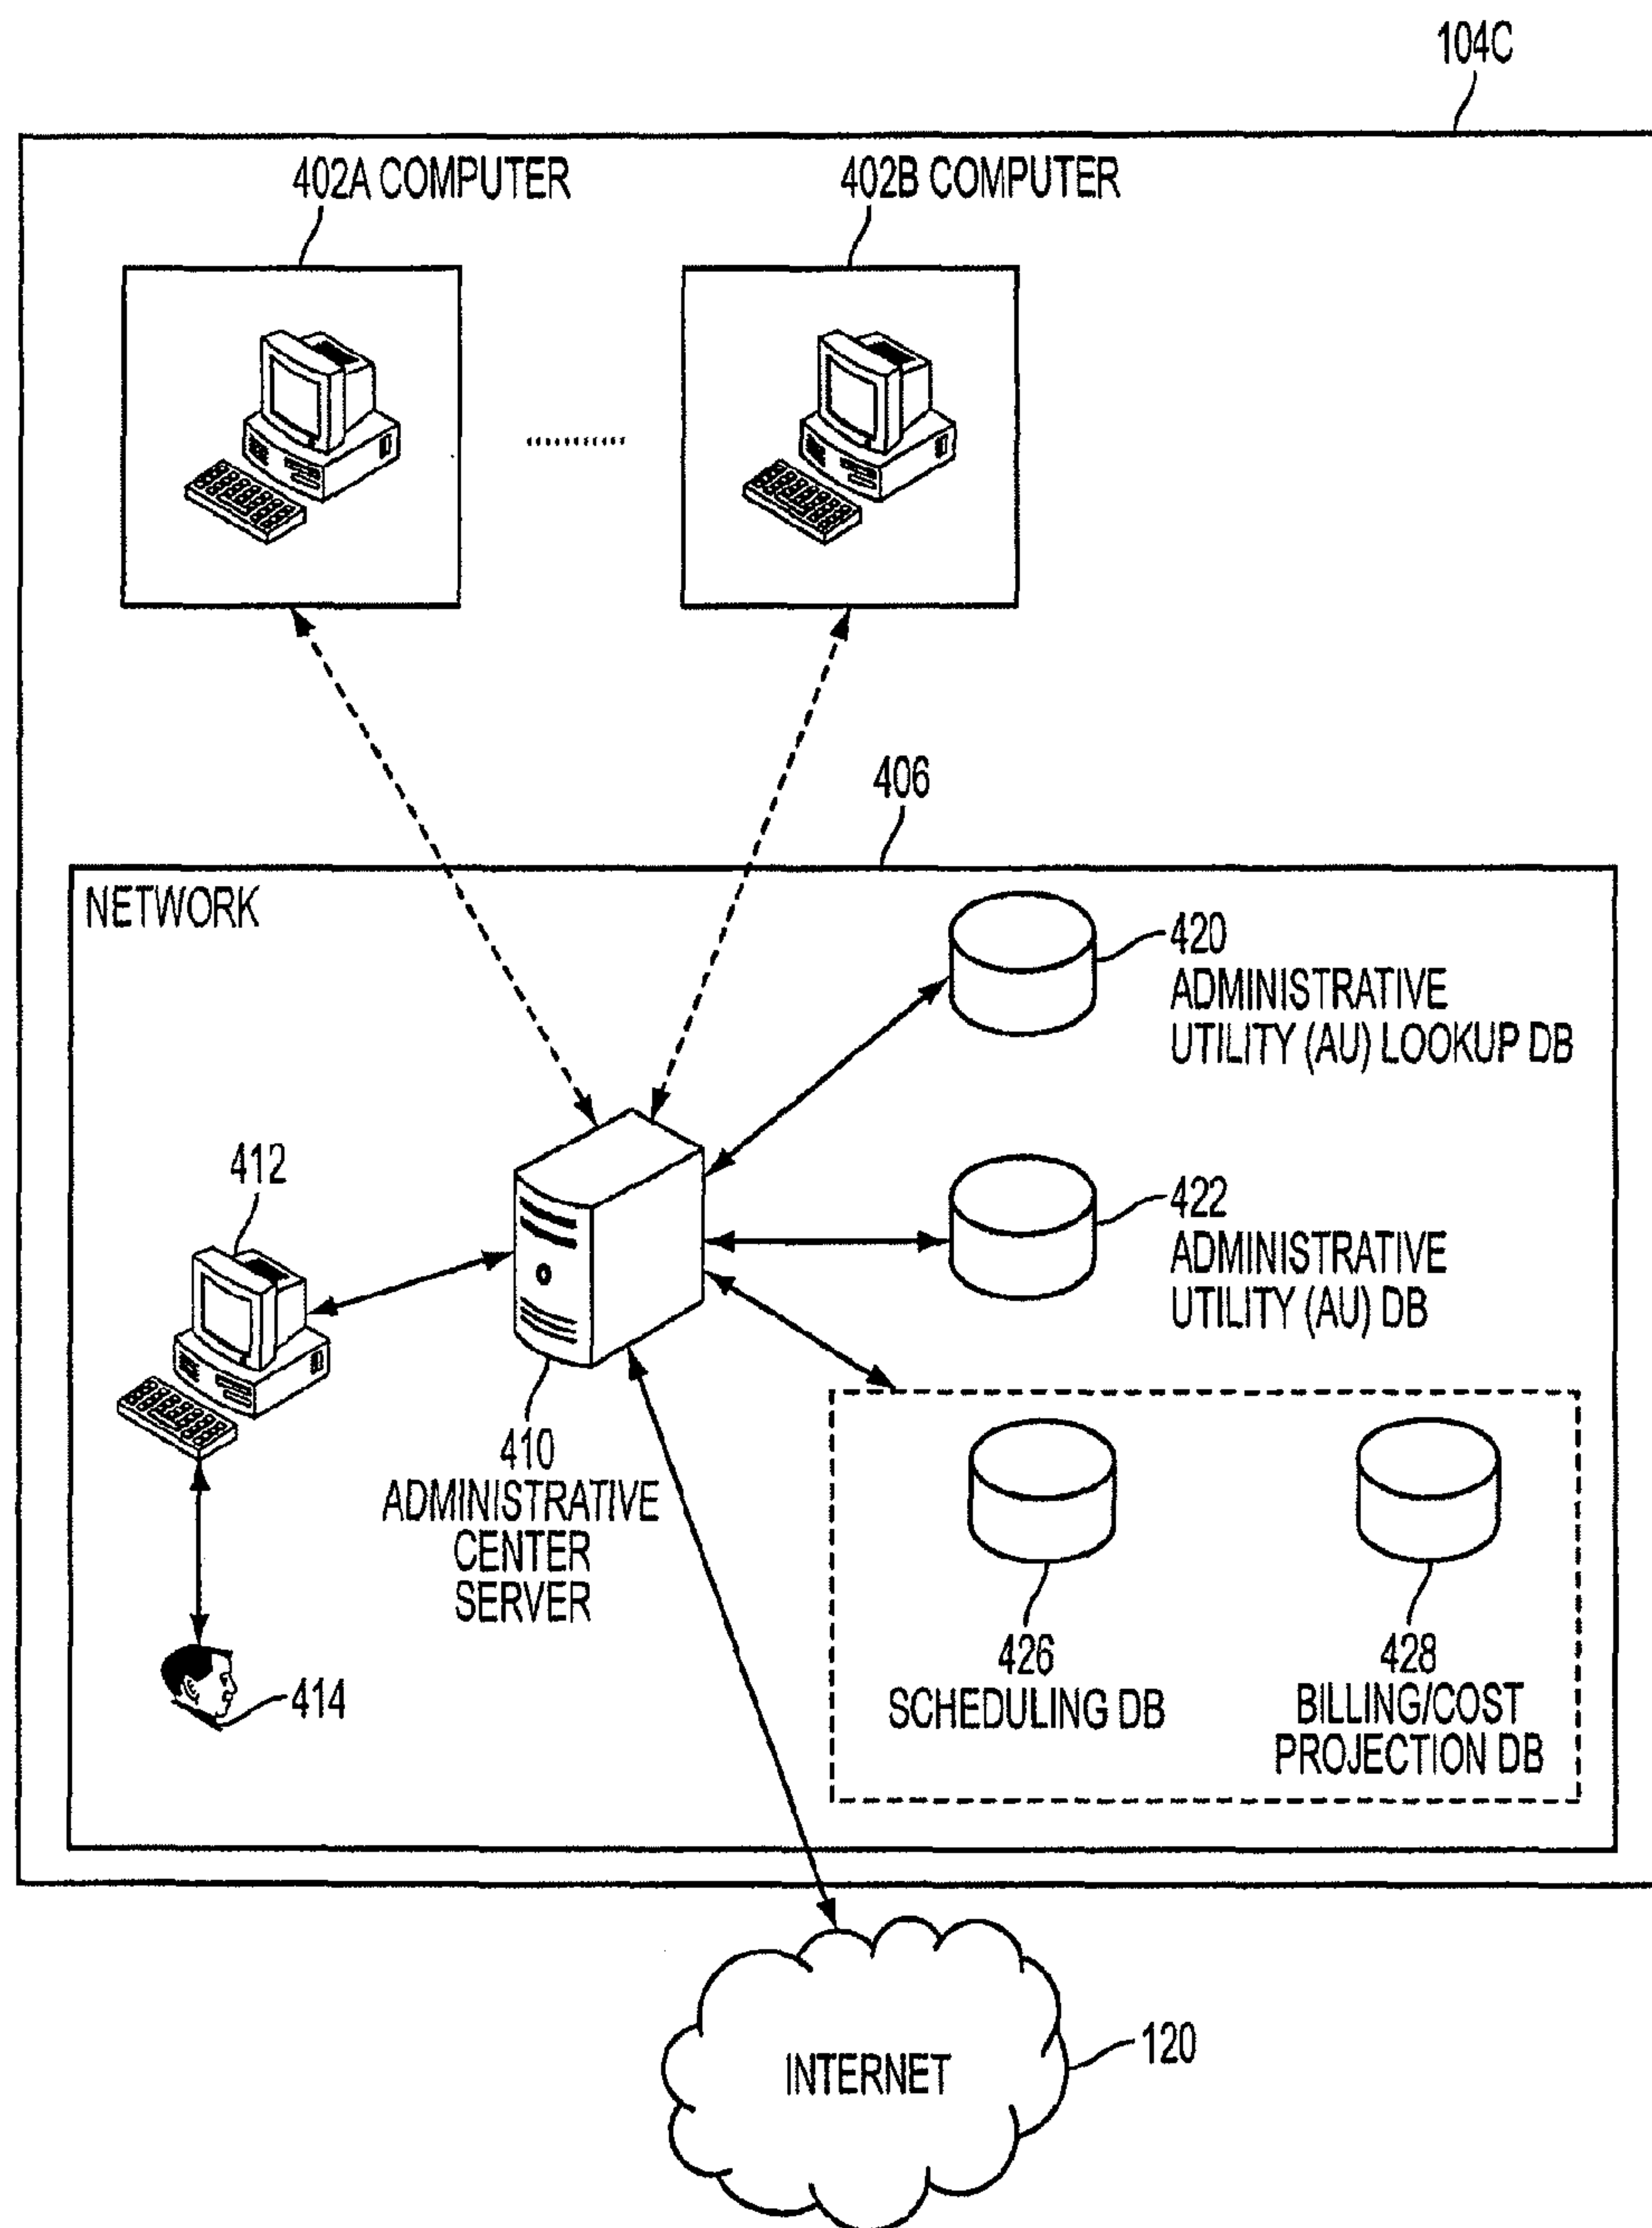 104C
402A COMPUTER
402B COMPUTER
406
NETWORK
420
ADMINISTRATIVE
UTILITY (AU) LOOKUP DB
412
422
ADMINISTRATIVE
UTILITY (AU) DB
410
ADMINISTRATIVE
CENTER
SERVER
414
426
SCHEDULING DB
428
BILLING/COST
PROJECTION DB
INTERNET
120